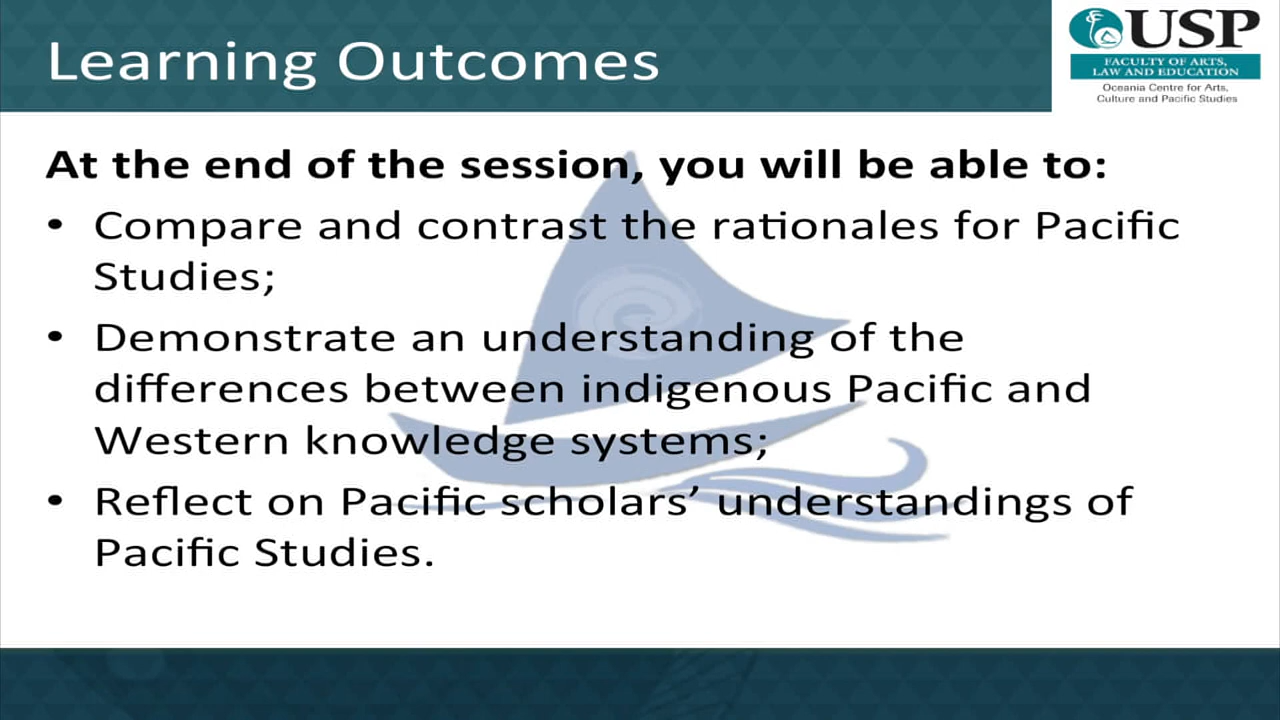 Learning Outcomes
USP
FACULTY OF ARTS,
LAW AND EDUCATION
Oceania Centre for Arts,
Culture and Pacific Studies
At the end of the session, you will be able to:
• Compare and contrast the rationales for Pacific
Studies;
• Demonstrate an understanding of the
differences between indigenous Pacific and
Western knowledge systems;
• Reflect on Pacific scholars’ understandings of
Pacific Studies.